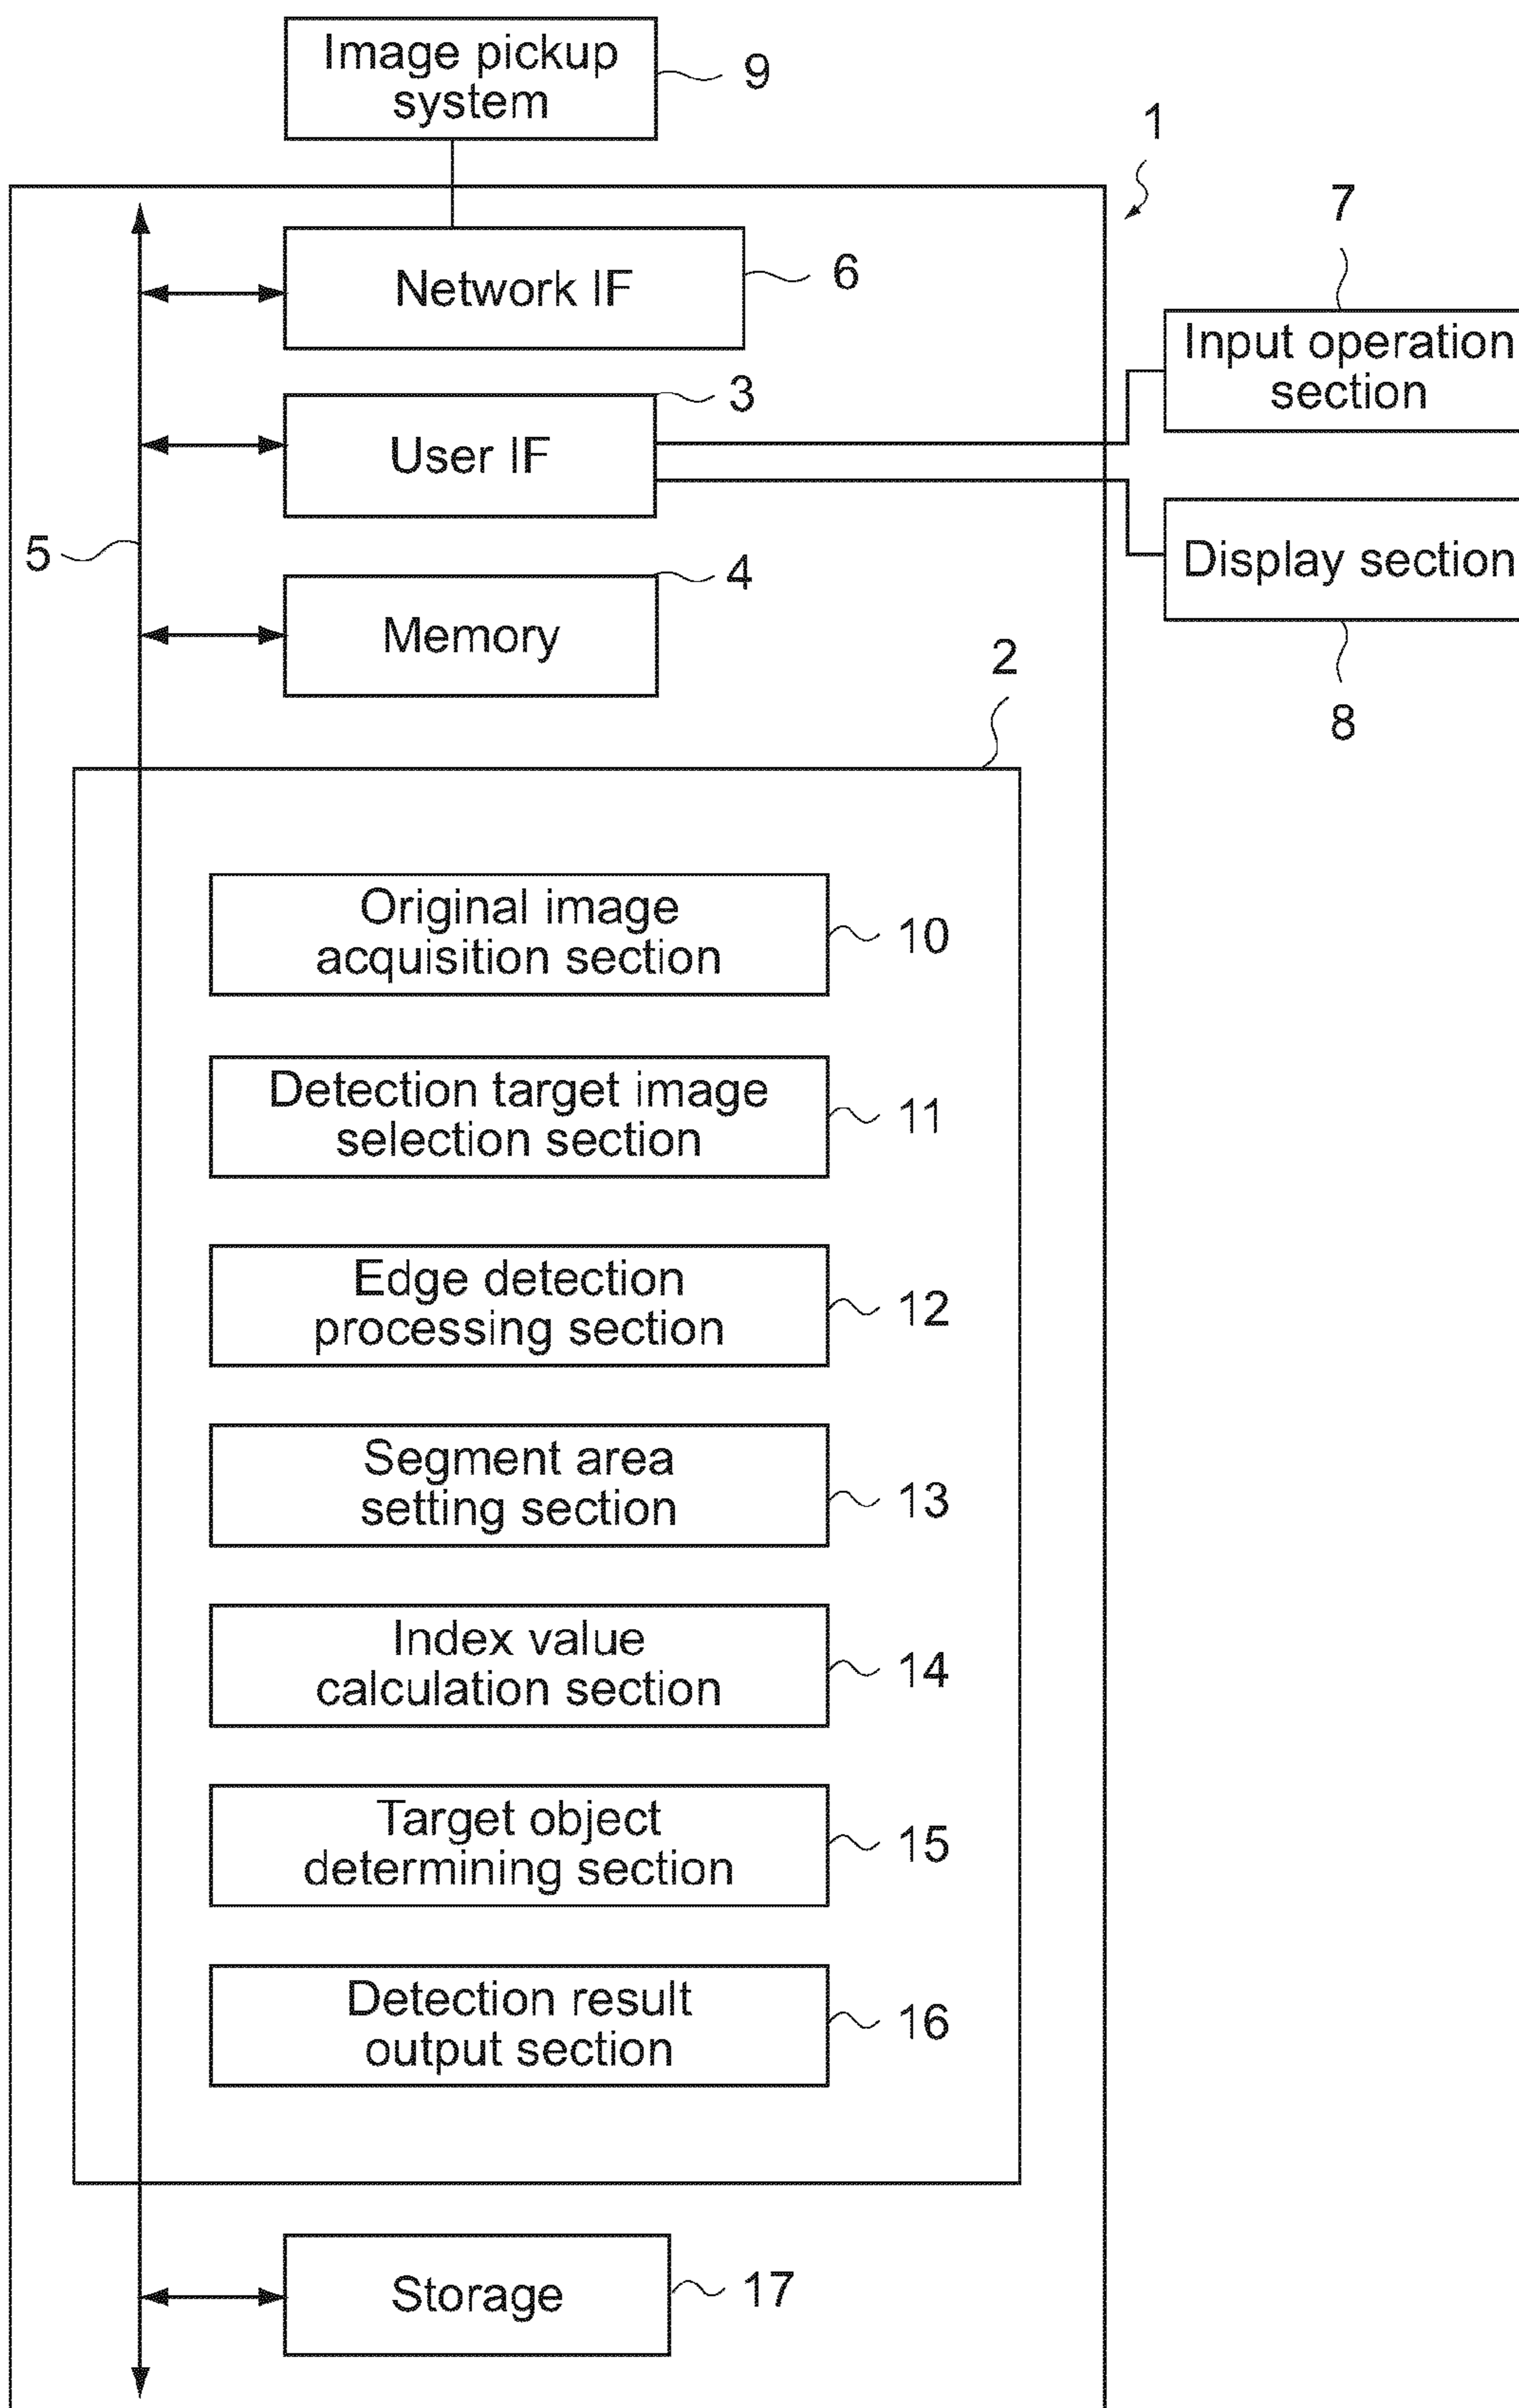 Image pickup
system
9
1
7
Network IF
6
Input operation
section
3
User IF
5
Display section
4
Memory
2
8
Original image
acquisition section
10
Detection target image
selection section
11
Edge detection
processing section
12
Segment area
setting section
13
Index value
calculation section
14
Target object
determining section
15
Detection result
output section
16
Storage
17